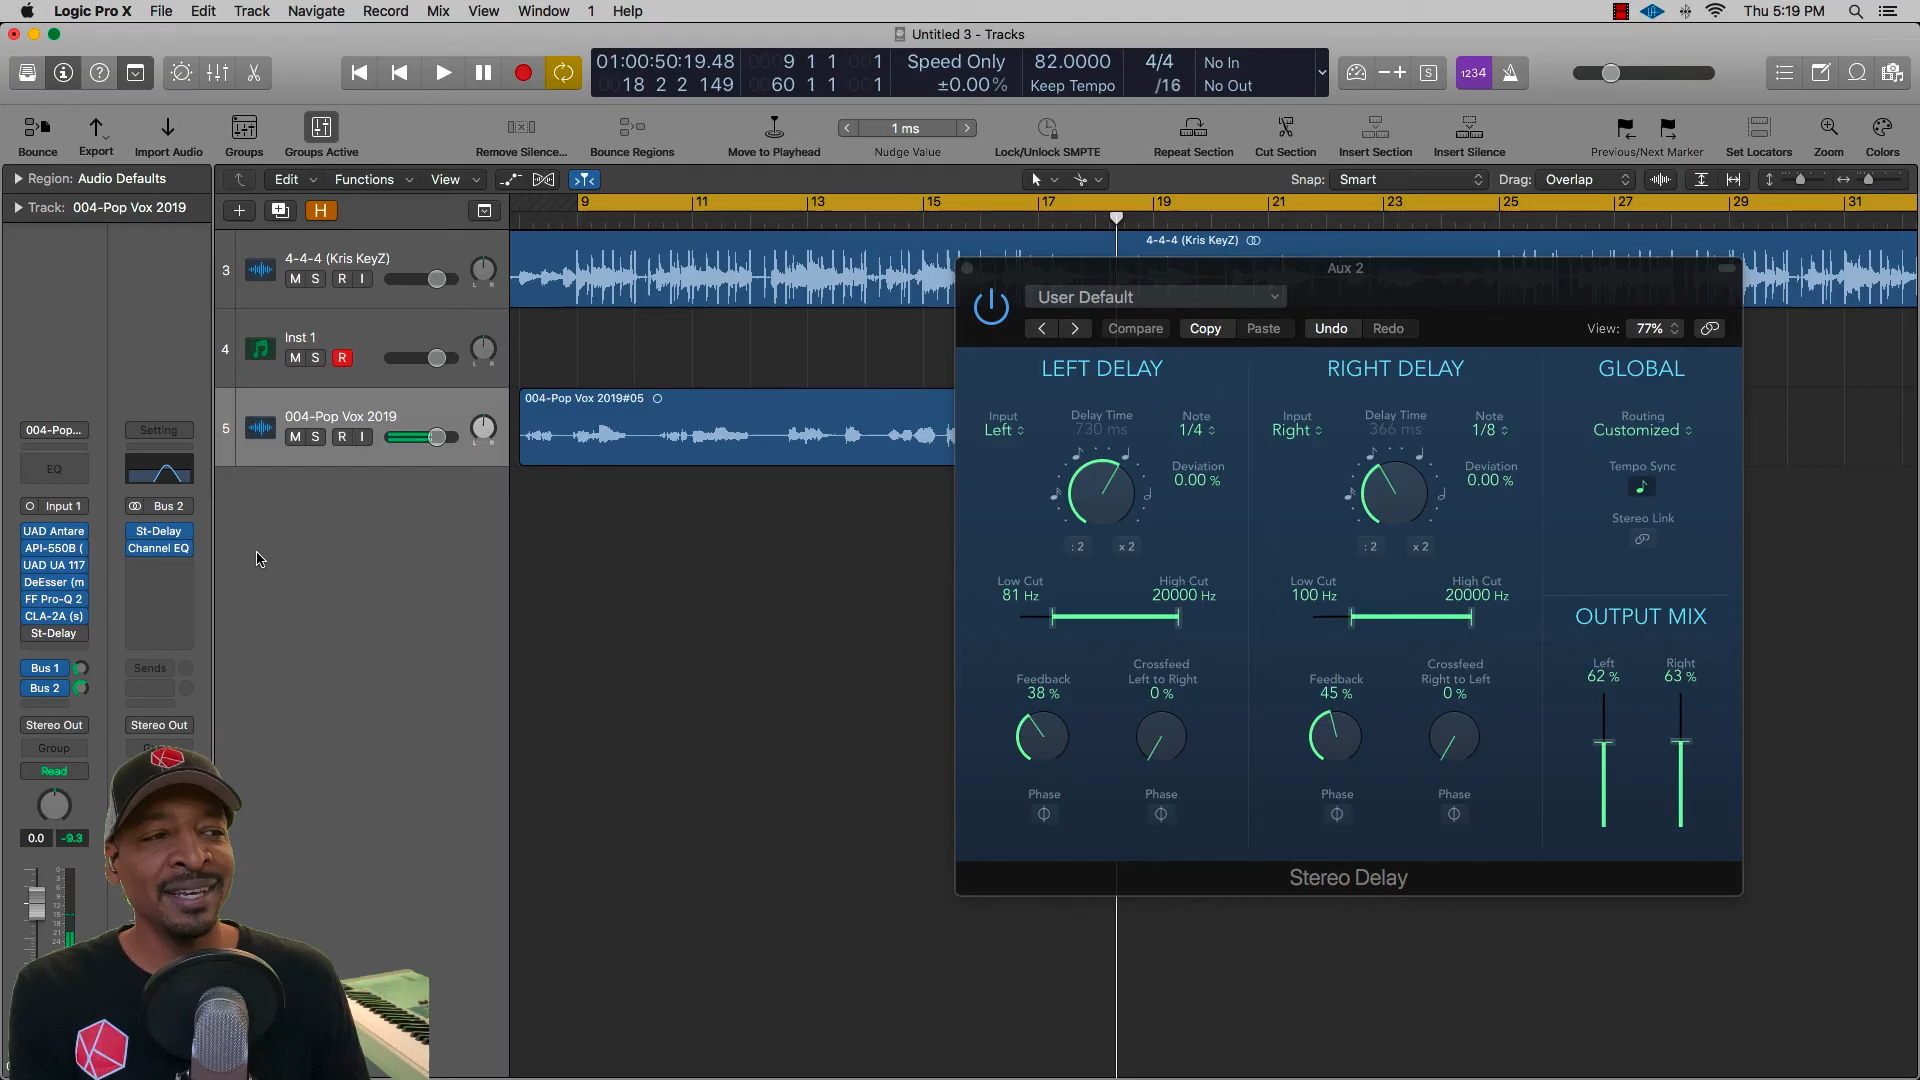 Logic Pro X File Edit Track Navigate Record Mix View Window 1 Help Thu 5:19 PM
Untitled 3 - Tracks
01:00:50:19.48 9 1 1 1 Speed Only 82.0000 4/4 No In
18 2 2 149 60 1 1 1 ±0.00% Keep Tempo /16 No Out
S 1234
1 ms
Bounce Export Import Audio Groups Groups Active Remove Silence... Bounce Regions Move to Playhead Nudge Value Lock/Unlock SMPTE Repeat Section Cut Section Insert Section Insert Silence Previous/Next Marker Set Locators Zoom Colors
Region: Audio Defaults Edit Functions View Snap: Smart Drag: Overlap
Track: 004-Pop Vox 2019 H 9 11 13 15 17 19 21 23 25 27 29 31
3 4-4-4 (Kris KeyZ)
M S R I
L R
4-4-4 (Kris KeyZ)
4 Inst 1
M S R
L R
5 004-Pop Vox 2019
M S R I
L R
004-Pop Vox 2019#05
004-Pop... Setting
EQ
Input 1 Bus 2
UAD Antare St-Delay
API-550B ( Channel EQ
UAD UA 117
DeEsser (m
FF Pro-Q 2
CLA-2A (s)
St-Delay
Bus 1 Sends
Bus 2
Stereo Out Stereo Out
Group
Read
0.0 -9.3
Aux 2
User Default
Compare Copy Paste Undo Redo View: 77%
LEFT DELAY RIGHT DELAY GLOBAL
Input Delay Time Note Input Delay Time Note Routing
Left 730 ms 1/4 Right 366 ms 1/8 Customized
Deviation Deviation Tempo Sync
0.00 % 0.00 %
Stereo Link
: 2 x 2 : 2 x 2
Low Cut High Cut Low Cut High Cut
81 Hz 20000 Hz 100 Hz 20000 Hz
OUTPUT MIX
Crossfeed Crossfeed Left Right
Feedback Left to Right Feedback Right to Left 62 % 63 %
38 % 0 % 45 % 0 %
Phase Phase Phase Phase
Stereo Delay